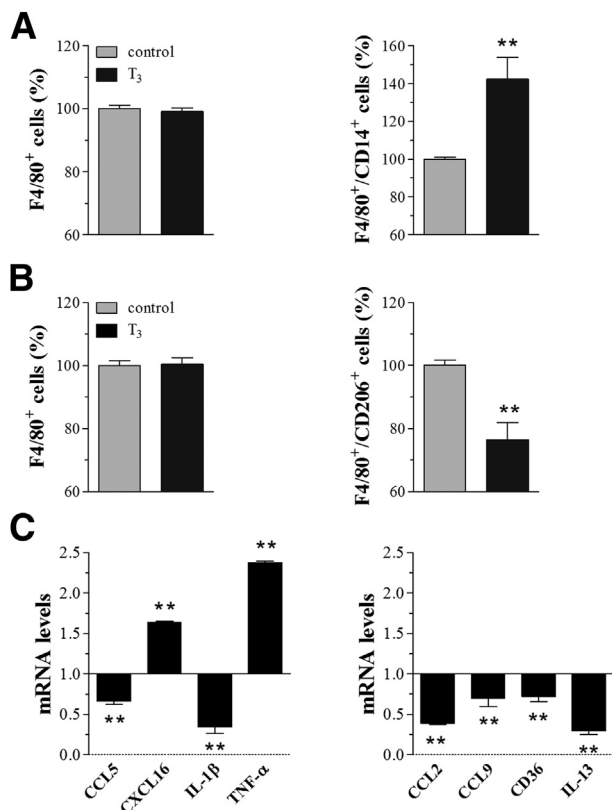 A
F4/80⁺ cells (%)
120
100
80
60
control
T₃
F4/80⁺/CD14⁺ cells (%)
160
140
120
100
80
60
**
B
F4/80⁺ cells (%)
120
100
80
60
control
T₃
F4/80⁺/CD206⁺ cells (%)
120
100
80
60
**
C
mRNA levels
2.5
2.0
1.5
1.0
0.5
0.0
**
**
**
**
CCL5
CXCL16
IL-1β
TNF-α
mRNA levels
2.5
2.0
1.5
1.0
0.5
0.0
**
**
**
**
CCL2
CCL9
CD36
IL-13